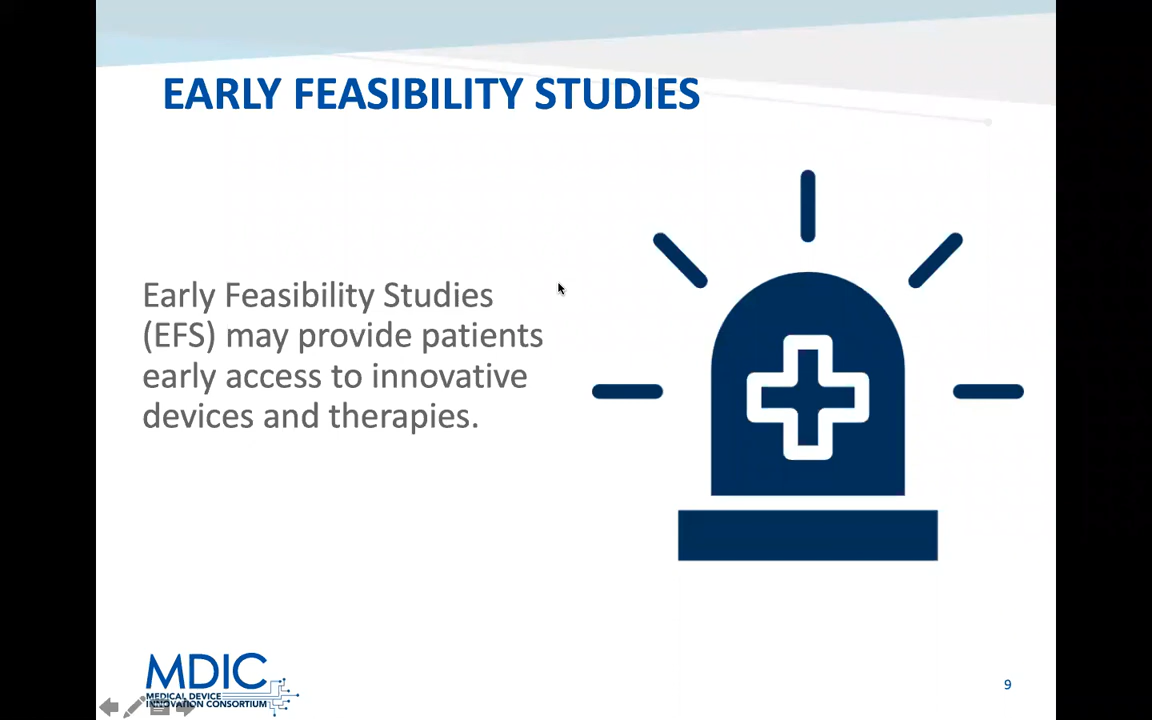 EARLY FEASIBILITY STUDIES
Early Feasibility Studies
(EFS) may provide patients
early access to innovative
devices and therapies.
MDIC
MEDICAL DEVICE
INNOVATION CONSORTIUM
9